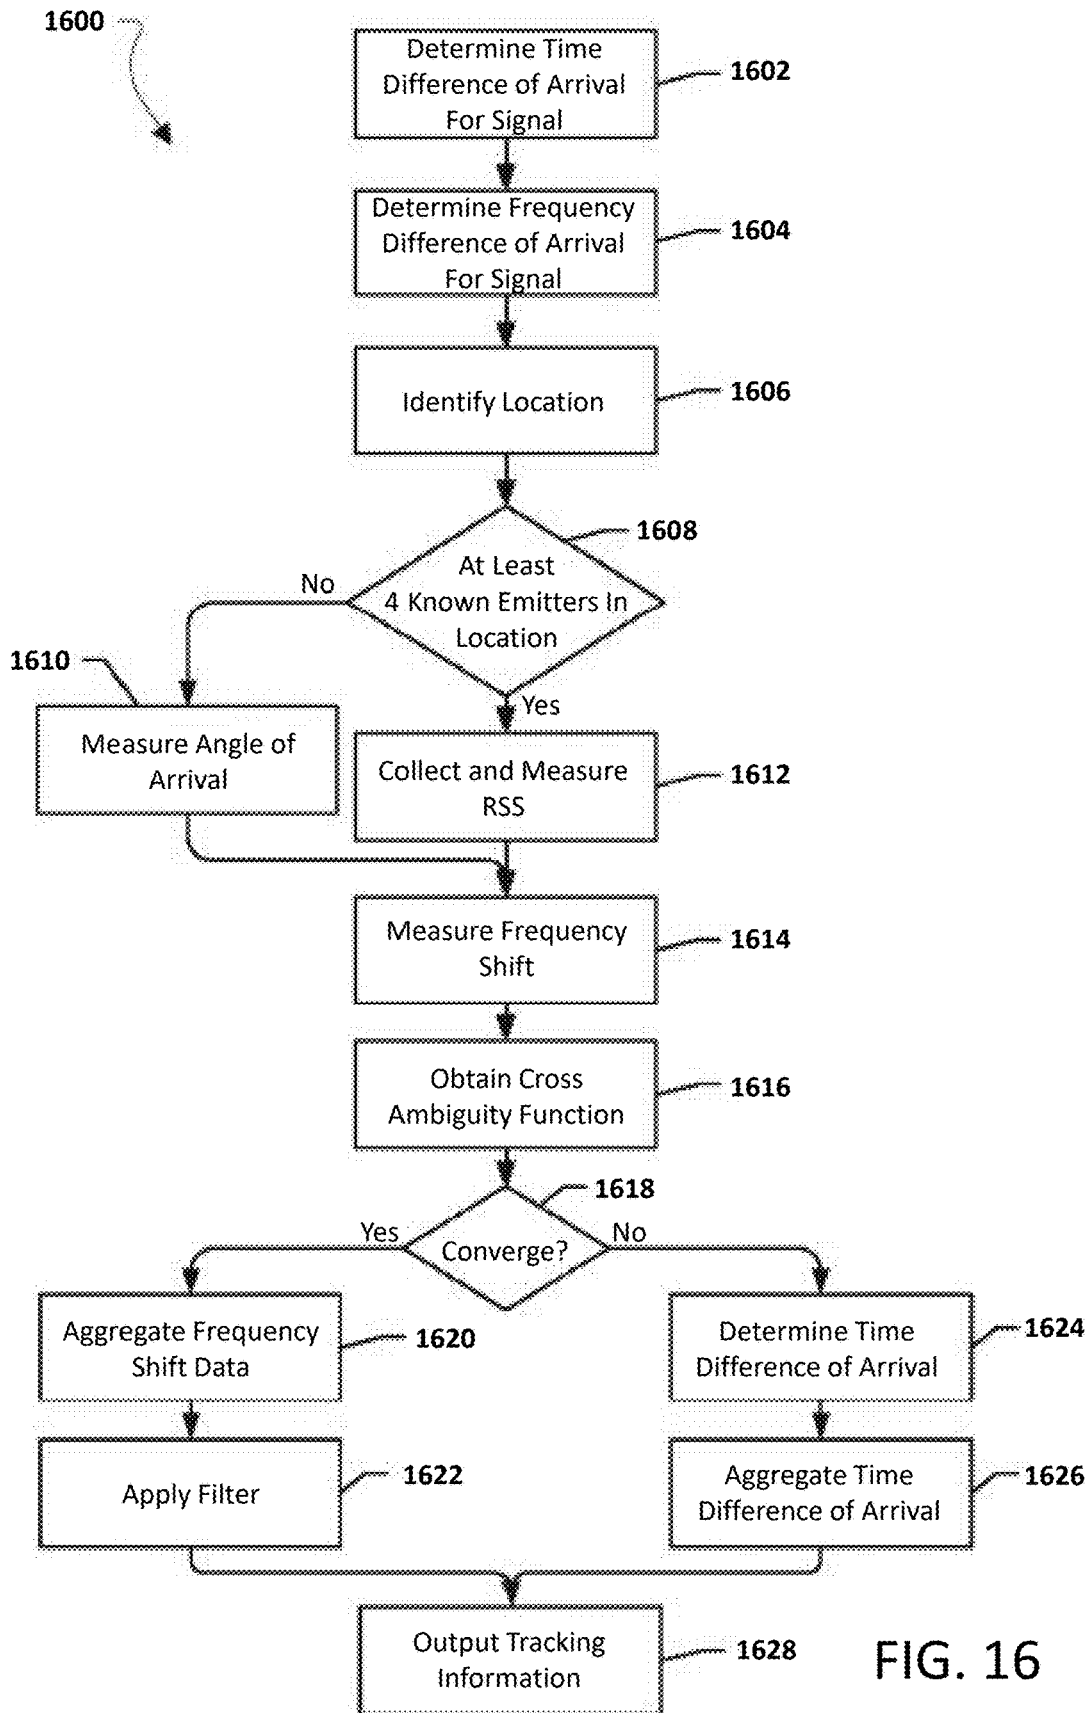 1600
Determine Time
Difference of Arrival
For Signal
1602
Determine Frequency
Difference of Arrival
For Signal
1604
Identify Location
1606
At Least
4 Known Emitters In
Location
1608
No
Yes
1610
Measure Angle of
Arrival
Collect and Measure
RSS
1612
Measure Frequency
Shift
1614
Obtain Cross
Ambiguity Function
1616
Converge?
1618
Yes
No
Aggregate Frequency
Shift Data
1620
Determine Time
Difference of Arrival
1624
Apply Filter
1622
Aggregate Time
Difference of Arrival
1626
Output Tracking
Information
1628
FIG. 16